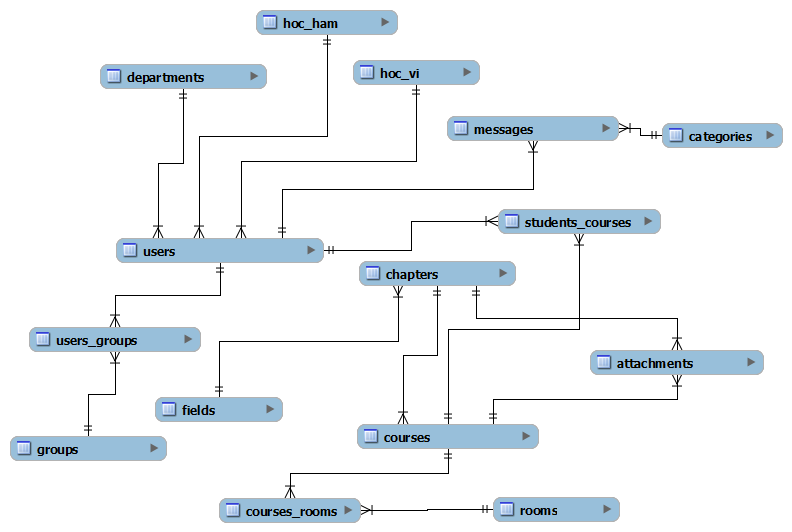 hoc_ham
departments
hoc_vi
messages
categories
students_courses
users
chapters
users_groups
attachments
fields
courses
groups
courses_rooms
rooms